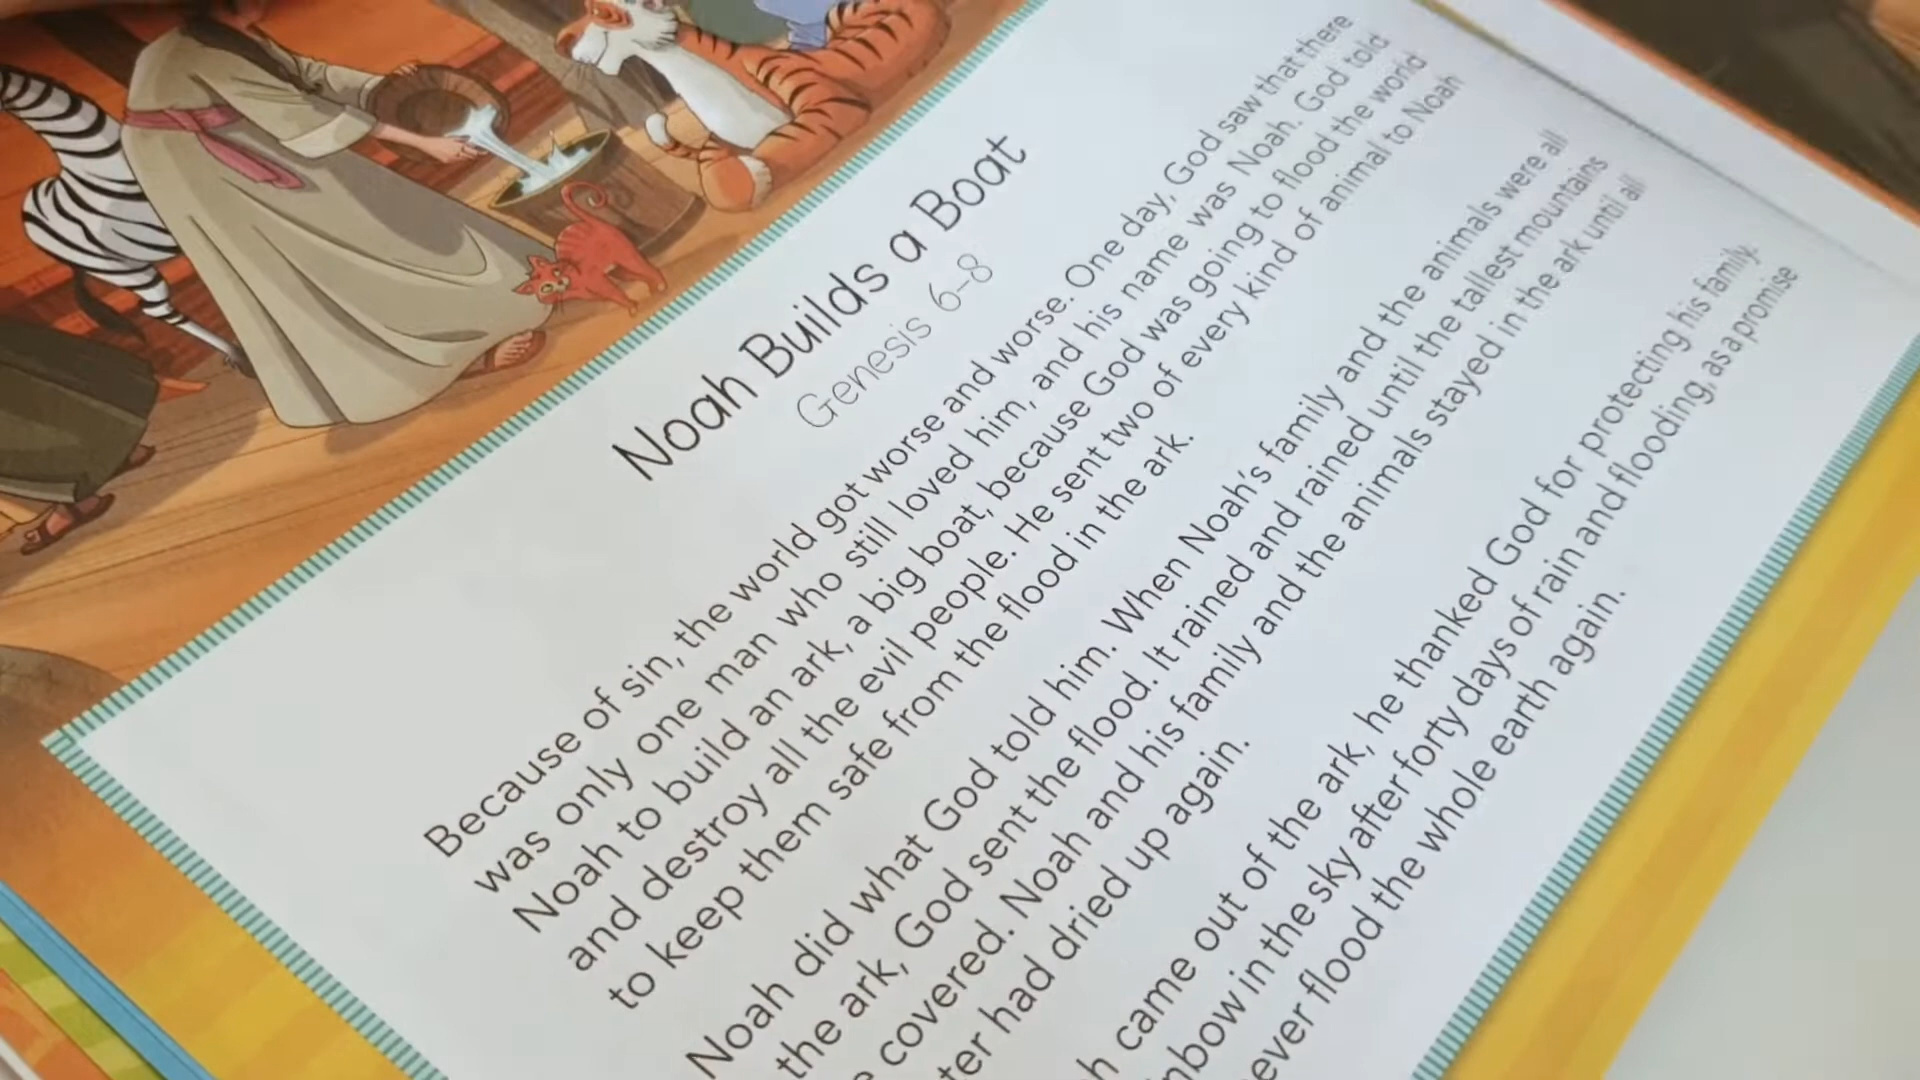 Noah Builds a Boat
Genesis 6–8
Because of sin, the world got worse and worse. One day, God saw that there
was only one man who still loved him, and his name was Noah. God told
Noah to build an ark, a big boat, because God was going to flood the world
and destroy all the evil people. He sent two of every kind of animal to Noah
to keep them safe from the flood in the ark.
Noah did what God told him. When Noah's family and the animals were all
the ark, God sent the flood. It rained and rained until the tallest mountains
covered. Noah and his family and the animals stayed in the ark until all
had dried up again.
came out of the ark, he thanked God for protecting his family.
in the sky after forty days of rain and flooding, as a promise
flood the whole earth again.